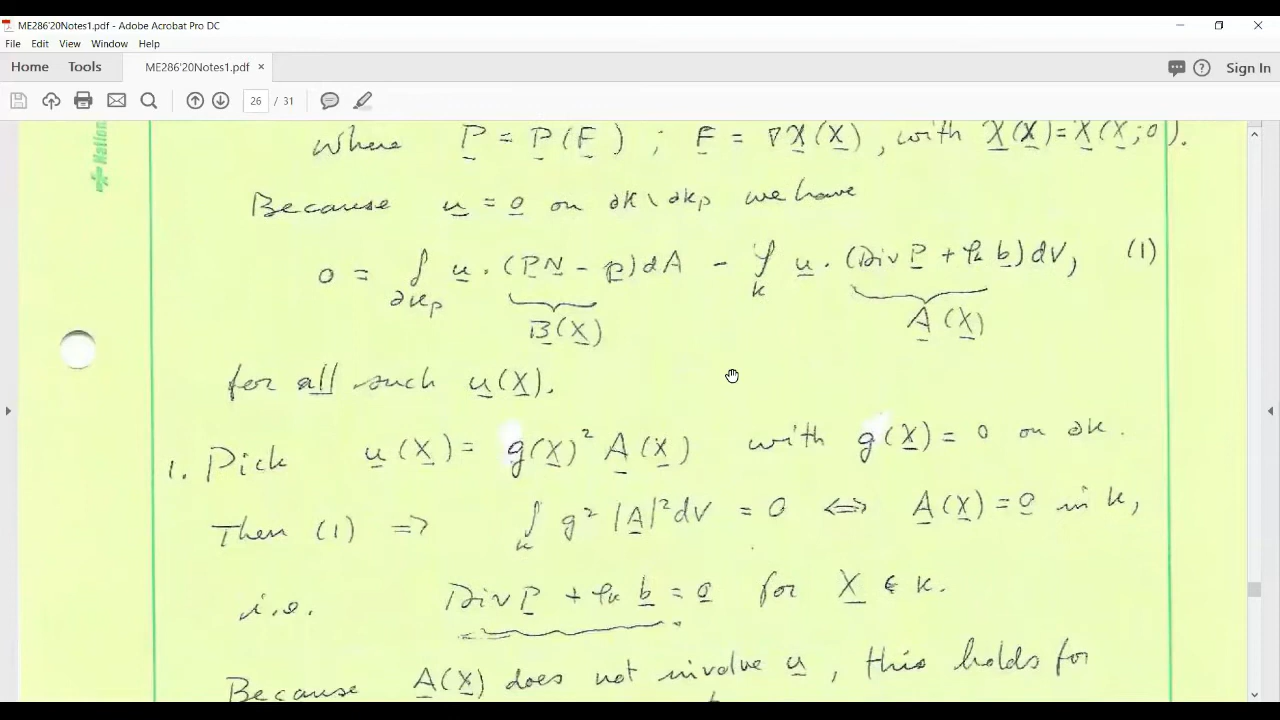 ME286'20Notes1.pdf - Adobe Acrobat Pro DC
File Edit View Window Help
Home Tools ME286'20Notes1.pdf × Sign In
26 / 31
Nation
Where P = P(F) ; F = ∇χ(X), with χ(X) = χ(X;0).
Because u = 0 on ∂κ\∂κp we have
0 = ∫∂κp u · (PN - p)dA - ∫κ u · (Div P + ρκ b)dV, (1)
B(X) A(X)
for all such u(X).
1. Pick u(X) = g(X)² A(X) with g(X) = 0 on ∂κ.
Then (1) ⇒ ∫κ g² |A|² dV = 0 ⇔ A(X) = 0 in κ,
i.e. Div P + ρκ b = 0 for X ∈ κ.
Because A(X) does not involve u, this holds for